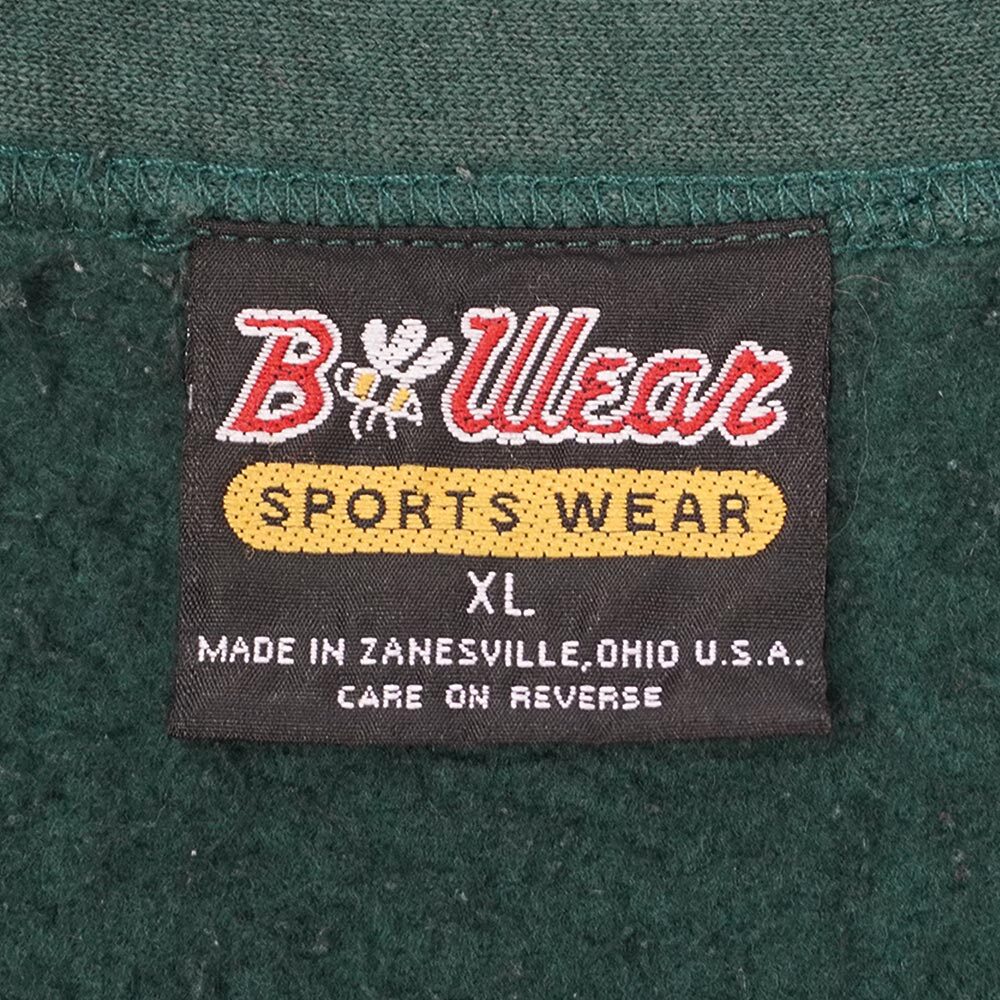 B Wear
SPORTS WEAR
XL.
MADE IN ZANESVILLE, OHIO U.S.A.
CARE ON REVERSE